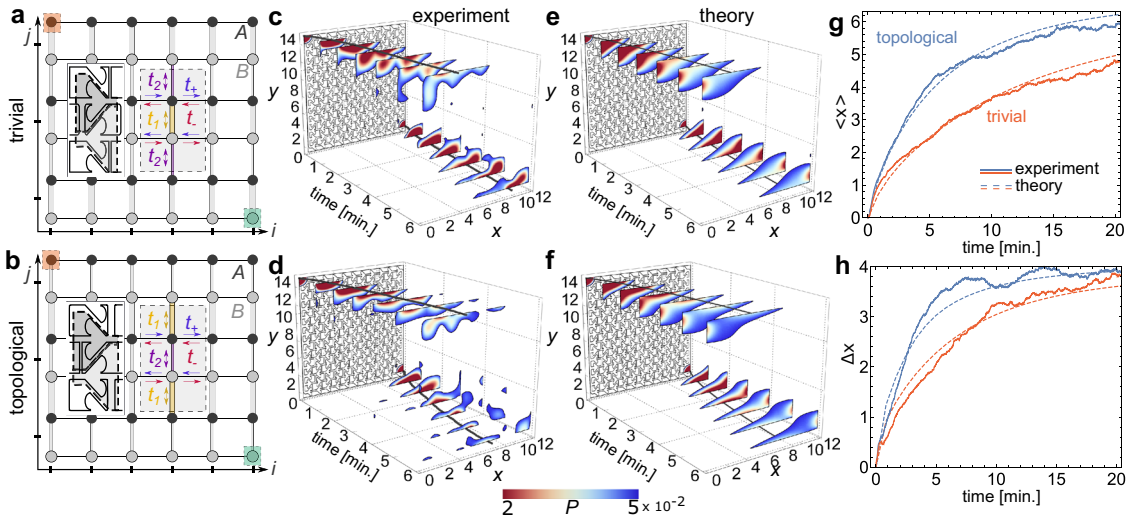 a
j
A
B
t₂
t₊
t₁
t₋
t₂
trivial
i
b
j
A
B
t₁
t₊
t₂
t₋
t₁
topological
i
c
experiment
14
12
10
8
6
4
2
0
y
1
2
3
4
5
6
time [min.]
0
2
4
6
8
10 12
x
d
14
12
10
8
6
4
2
0
y
1
2
3
4
5
6
time [min.]
0
2
4
6
8
10 12
x
e
theory
14
12
10
8
6
4
2
0
y
1
2
3
4
5
6
time [min.]
0
2
4
6
8
10 12
x
f
14
12
10
8
6
4
2
0
y
1
2
3
4
5
6
time [min.]
0
2
4
6
8
10 12
x
2 P 5 × 10⁻²
g
6
5
4
3
2
1
0
<x>
topological
trivial
experiment
theory
0 5 10 15 20
time [min.]
h
4
3
2
1
0
Δx
0 5 10 15 20
time [min.]